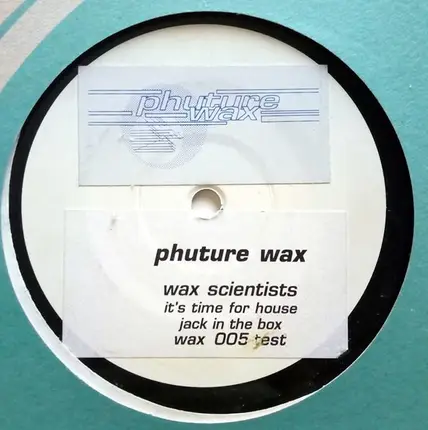 phuture
wax
phuture wax
wax scientists
it's time for house
jack in the box
wax 005 test